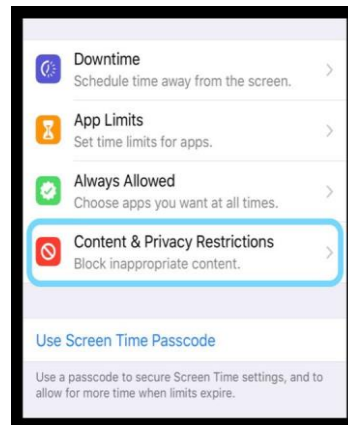 Downtime
Schedule time away from the screen.
App Limits
Set time limits for apps.
Always Allowed
Choose apps you want at all times.
Content & Privacy Restrictions
Block inappropriate content.
Use Screen Time Passcode
Use a passcode to secure Screen Time settings, and to
allow for more time when limits expire.